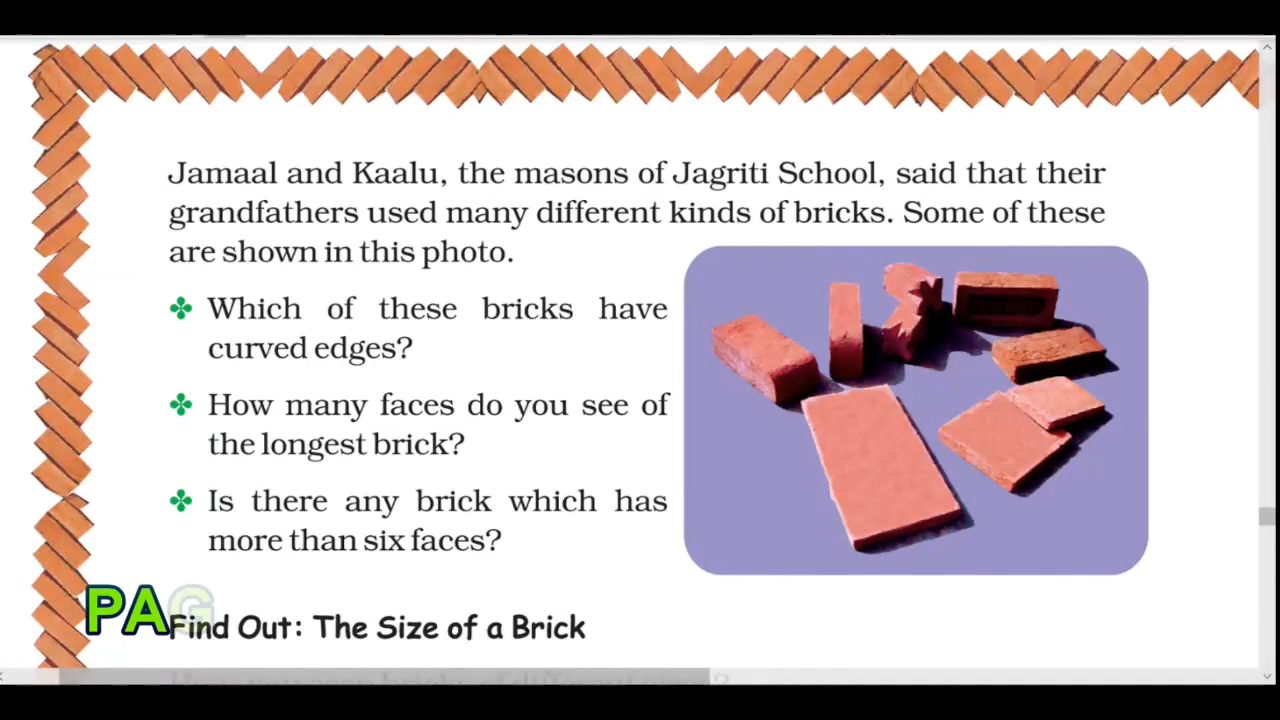 Jamaal and Kaalu, the masons of Jagriti School, said that their
grandfathers used many different kinds of bricks. Some of these
are shown in this photo.
Which of these bricks have
curved edges?
How many faces do you see of
the longest brick?
Is there any brick which has
more than six faces?
PAG
Find Out: The Size of a Brick